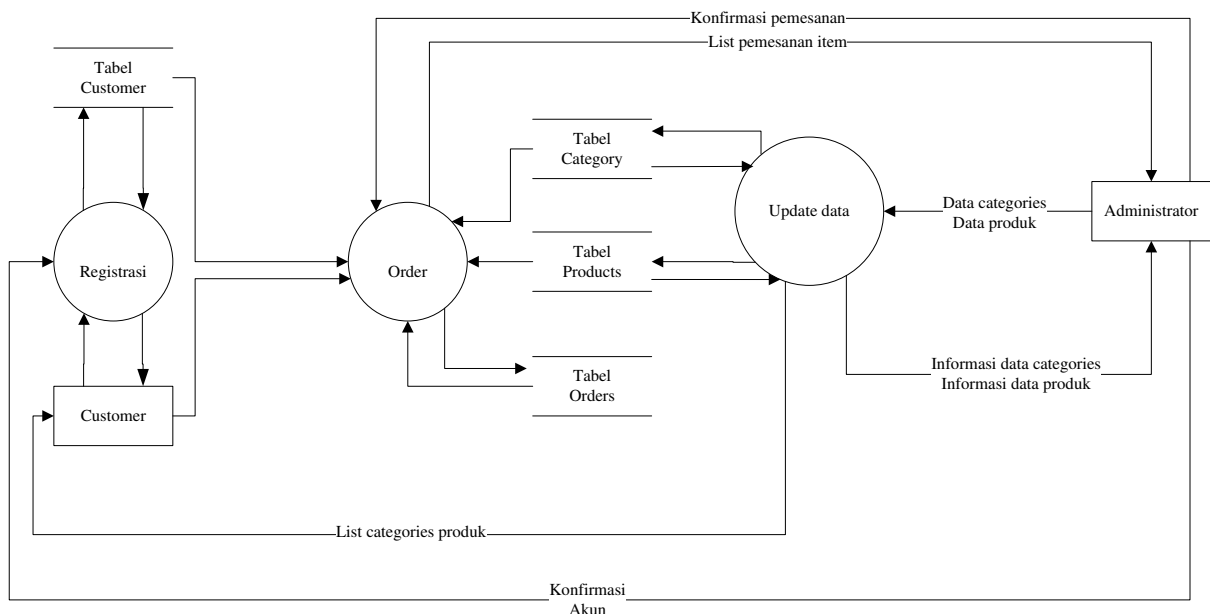 Konfirmasi pemesanan
List pemesanan item
Tabel
Customer
Tabel
Category
Update data
Data categories
Data produk
Administrator
Registrasi
Order
Tabel
Products
Informasi data categories
Informasi data produk
Tabel
Orders
Customer
List categories produk
Konfirmasi
Akun